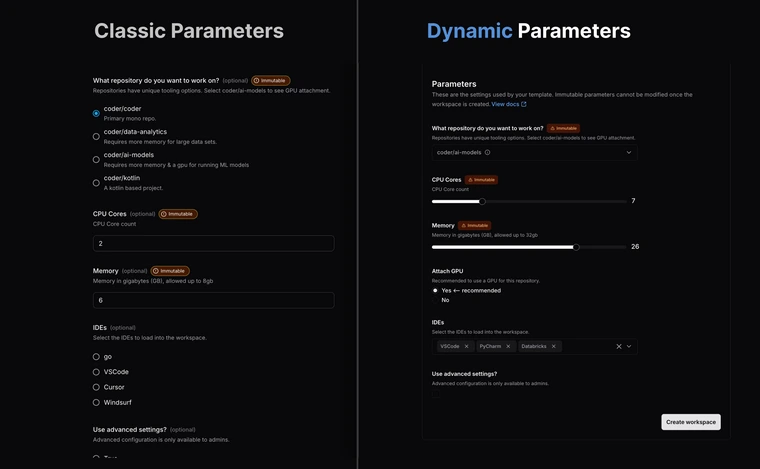 Classic Parameters
What repository do you want to work on? (optional) Immutable
Repositories have unique tooling options. Select coder/ai-models to see GPU attachment.
coder/coder
Primary mono repo.
coder/data-analytics
Requires more memory for large data sets.
coder/ai-models
Requires more memory & a gpu for running ML models
coder/kotlin
A kotlin based project.
CPU Cores (optional) Immutable
CPU Core count
2
Memory (optional) Immutable
Memory in gigabytes (GB), allowed up to 8gb
6
IDEs (optional)
Select the IDEs to load into the workspace.
go
VSCode
Cursor
Windsurf
Use advanced settings? (optional)
Advanced configuration is only available to admins.
Dynamic Parameters
Parameters
These are the settings used by your template. Immutable parameters cannot be modified once the
workspace is created. View docs
What repository do you want to work on? Immutable
Repositories have unique tooling options. Select coder/ai-models to see GPU attachment.
coder/ai-models
CPU Cores Immutable
CPU Core count
7
Memory Immutable
Memory in gigabytes (GB), allowed up to 32gb
26
Attach GPU
Recommended to use a GPU for this repository.
Yes ← recommended
No
IDEs
Select the IDEs to load into the workspace.
VSCode PyCharm Databricks
Use advanced settings?
Advanced configuration is only available to admins.
Create workspace